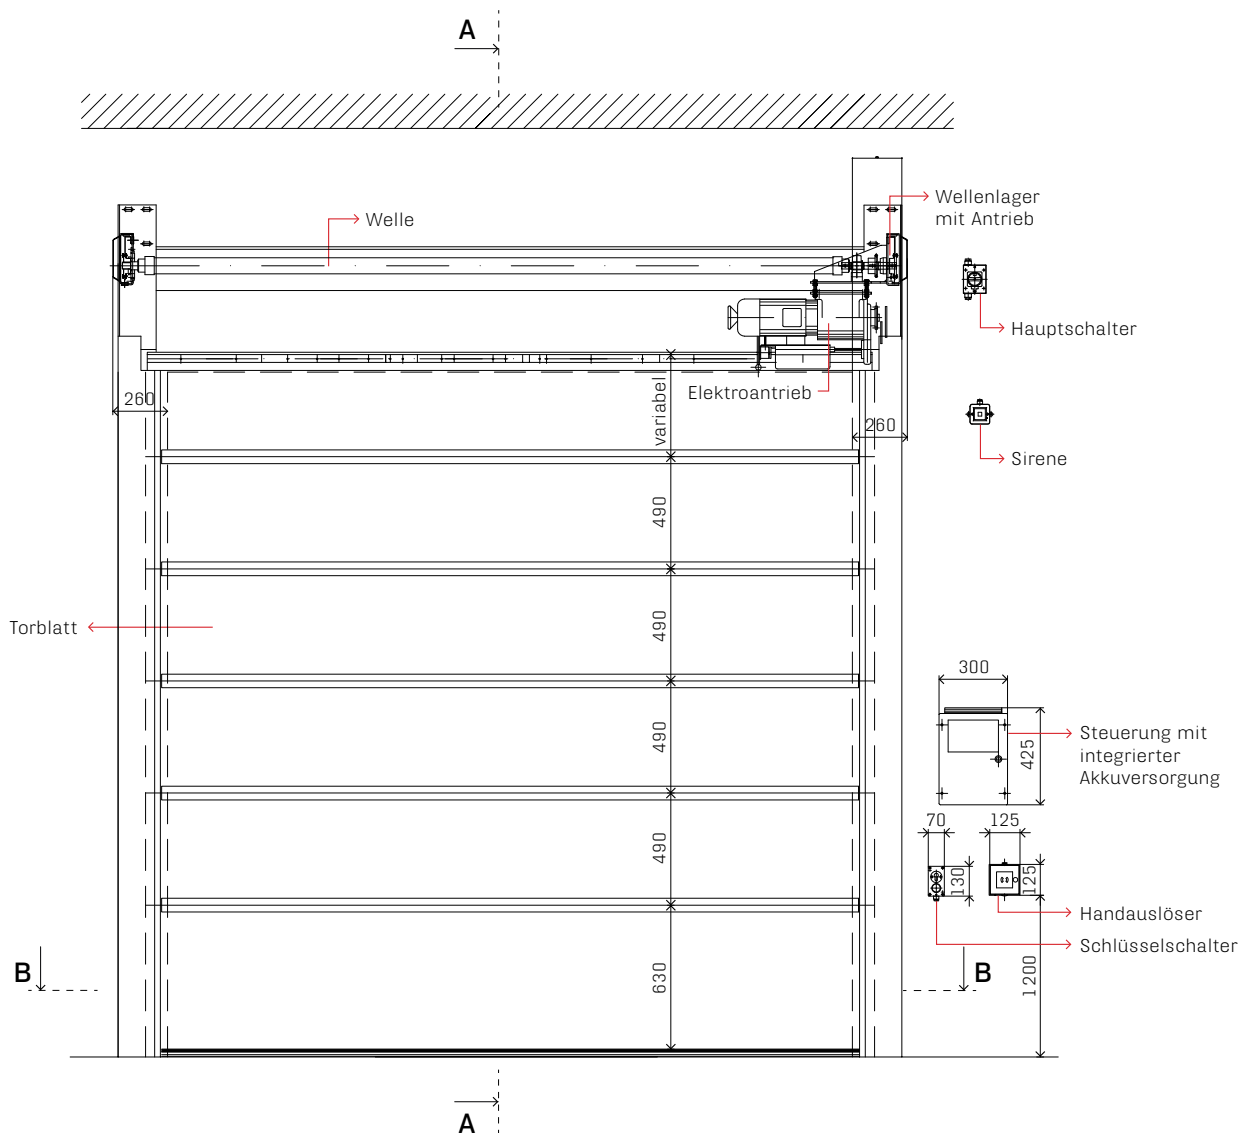 A
Welle
Wellenlager
mit Antrieb
Hauptschalter
Elektroantrieb
variabel
260
260
Sirene
490
490
Torblatt
490
300
Steuerung mit
integrierter
Akkuversorgung
425
490
70
125
130
125
Handauslöser
Schlüsselschalter
B
B
630
1200
A